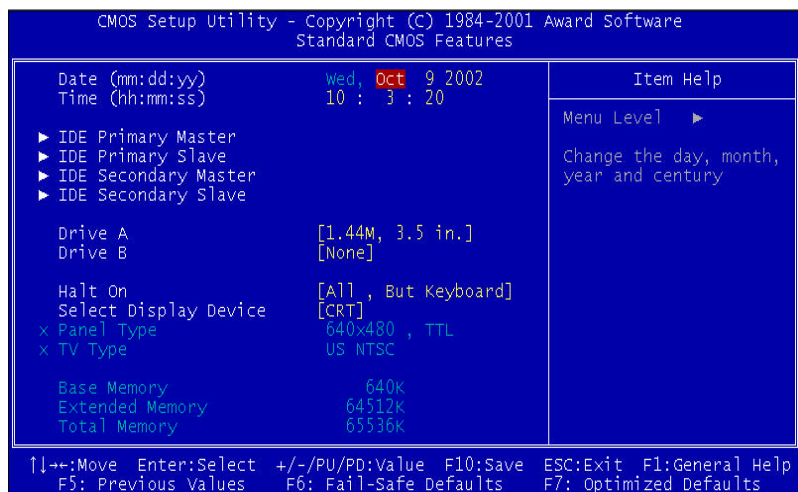 CMOS Setup Utility - Copyright (C) 1984-2001 Award Software
Standard CMOS Features
Date (mm:dd:yy) Wed, Oct 9 2002
Time (hh:mm:ss) 10 : 3 : 20
► IDE Primary Master
► IDE Primary Slave
► IDE Secondary Master
► IDE Secondary Slave
Drive A [1.44M, 3.5 in.]
Drive B [None]
Halt On [All , But Keyboard]
Select Display Device [CRT]
x Panel Type 640x480 , TTL
x TV Type US NTSC
Base Memory 640K
Extended Memory 64512K
Total Memory 65536K
Item Help
Menu Level ►
Change the day, month,
year and century
↑↓→←:Move Enter:Select +/-/PU/PD:Value F10:Save ESC:Exit F1:General Help
F5: Previous Values F6: Fail-Safe Defaults F7: Optimized Defaults